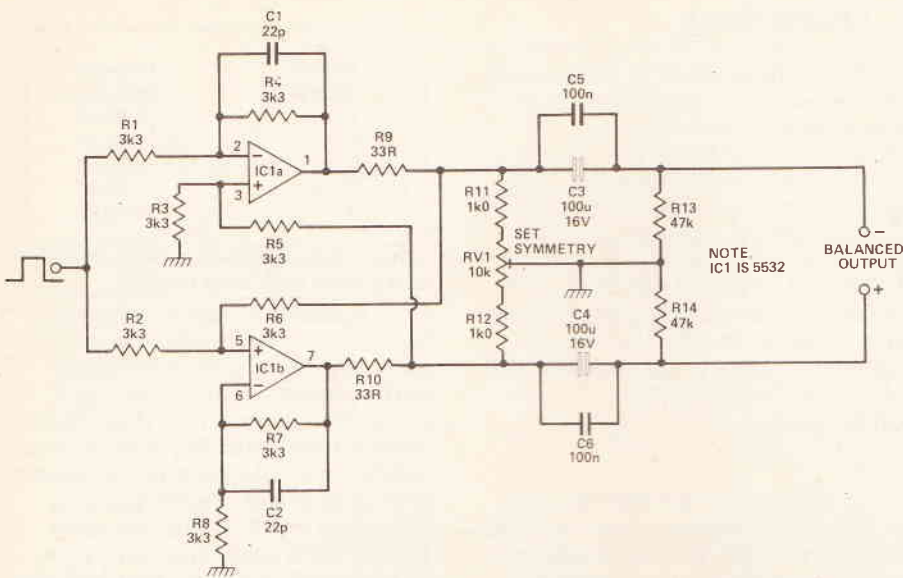 C1
22p
R4
3k3
R1
3k3
2
−
IC1a
1
+
3
R9
33R
C5
100n
R3
3k3
R5
3k3
R11
1k0
C3
100u
16V
R13
47k
SET
SYMMETRY
RV1
10k
NOTE
IC1 IS 5532
−
BALANCED
OUTPUT
+
R2
3k3
R6
3k3
R12
1k0
C4
100u
16V
R14
47k
5
+
IC1b
7
−
6
R10
33R
R7
3k3
C6
100n
C2
22p
R8
3k3